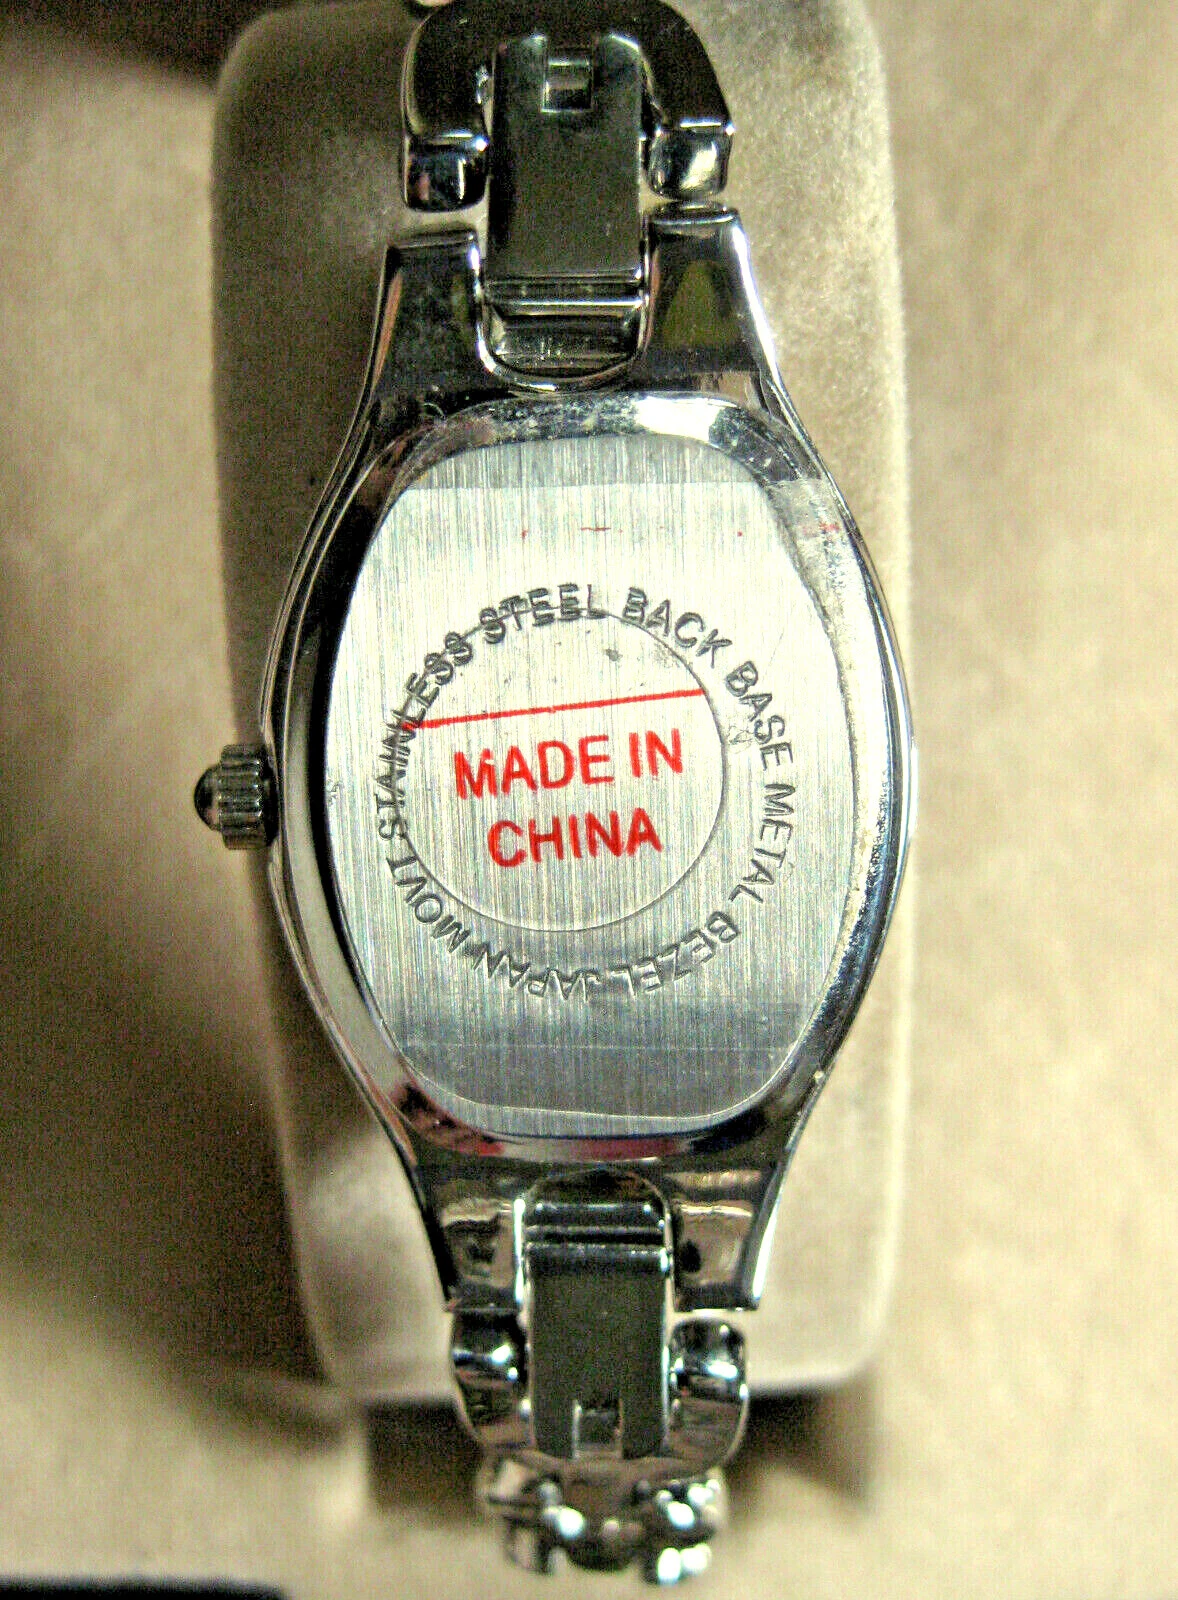 STAINLESS STEEL BACK BASE METAL BEZEL JAPAN MOVT
MADE IN
CHINA